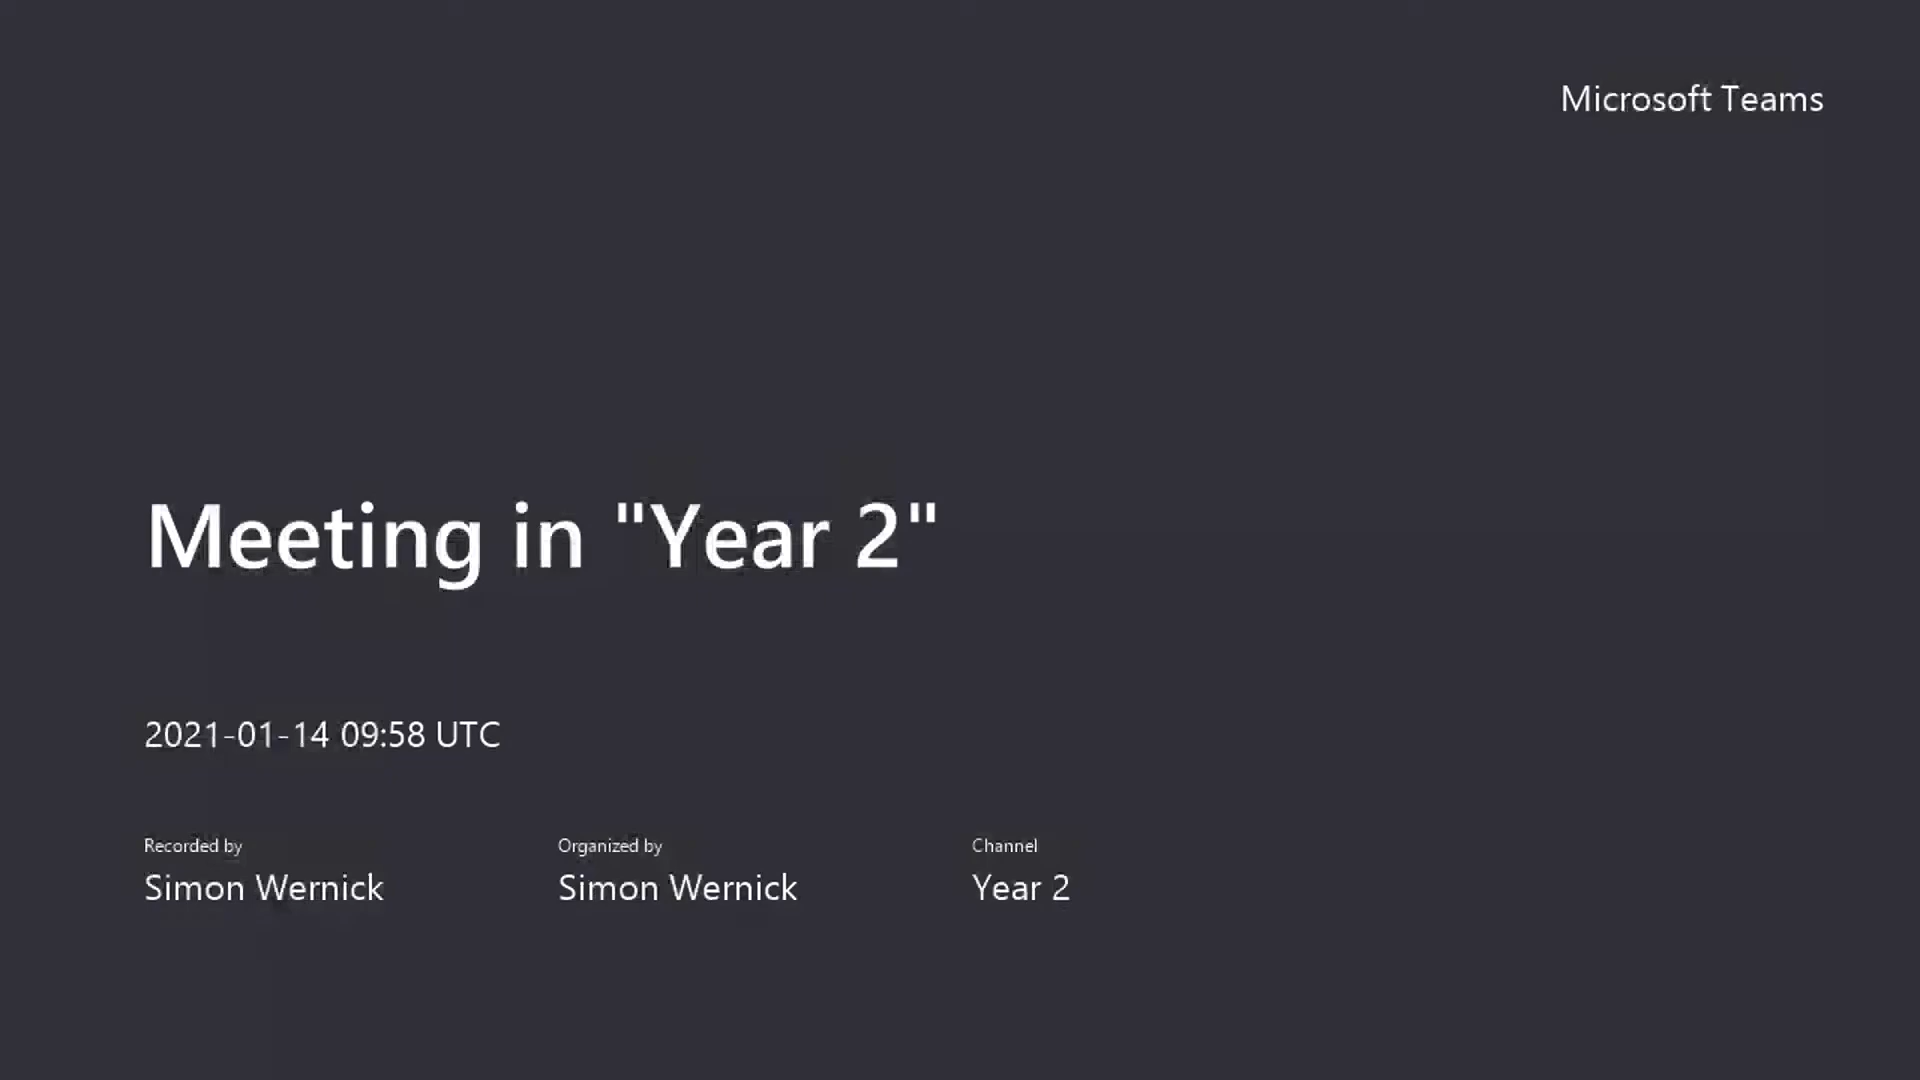 Microsoft Teams
Meeting in "Year 2"
2021-01-14 09:58 UTC
Recorded by
Simon Wernick
Organized by
Simon Wernick
Channel
Year 2